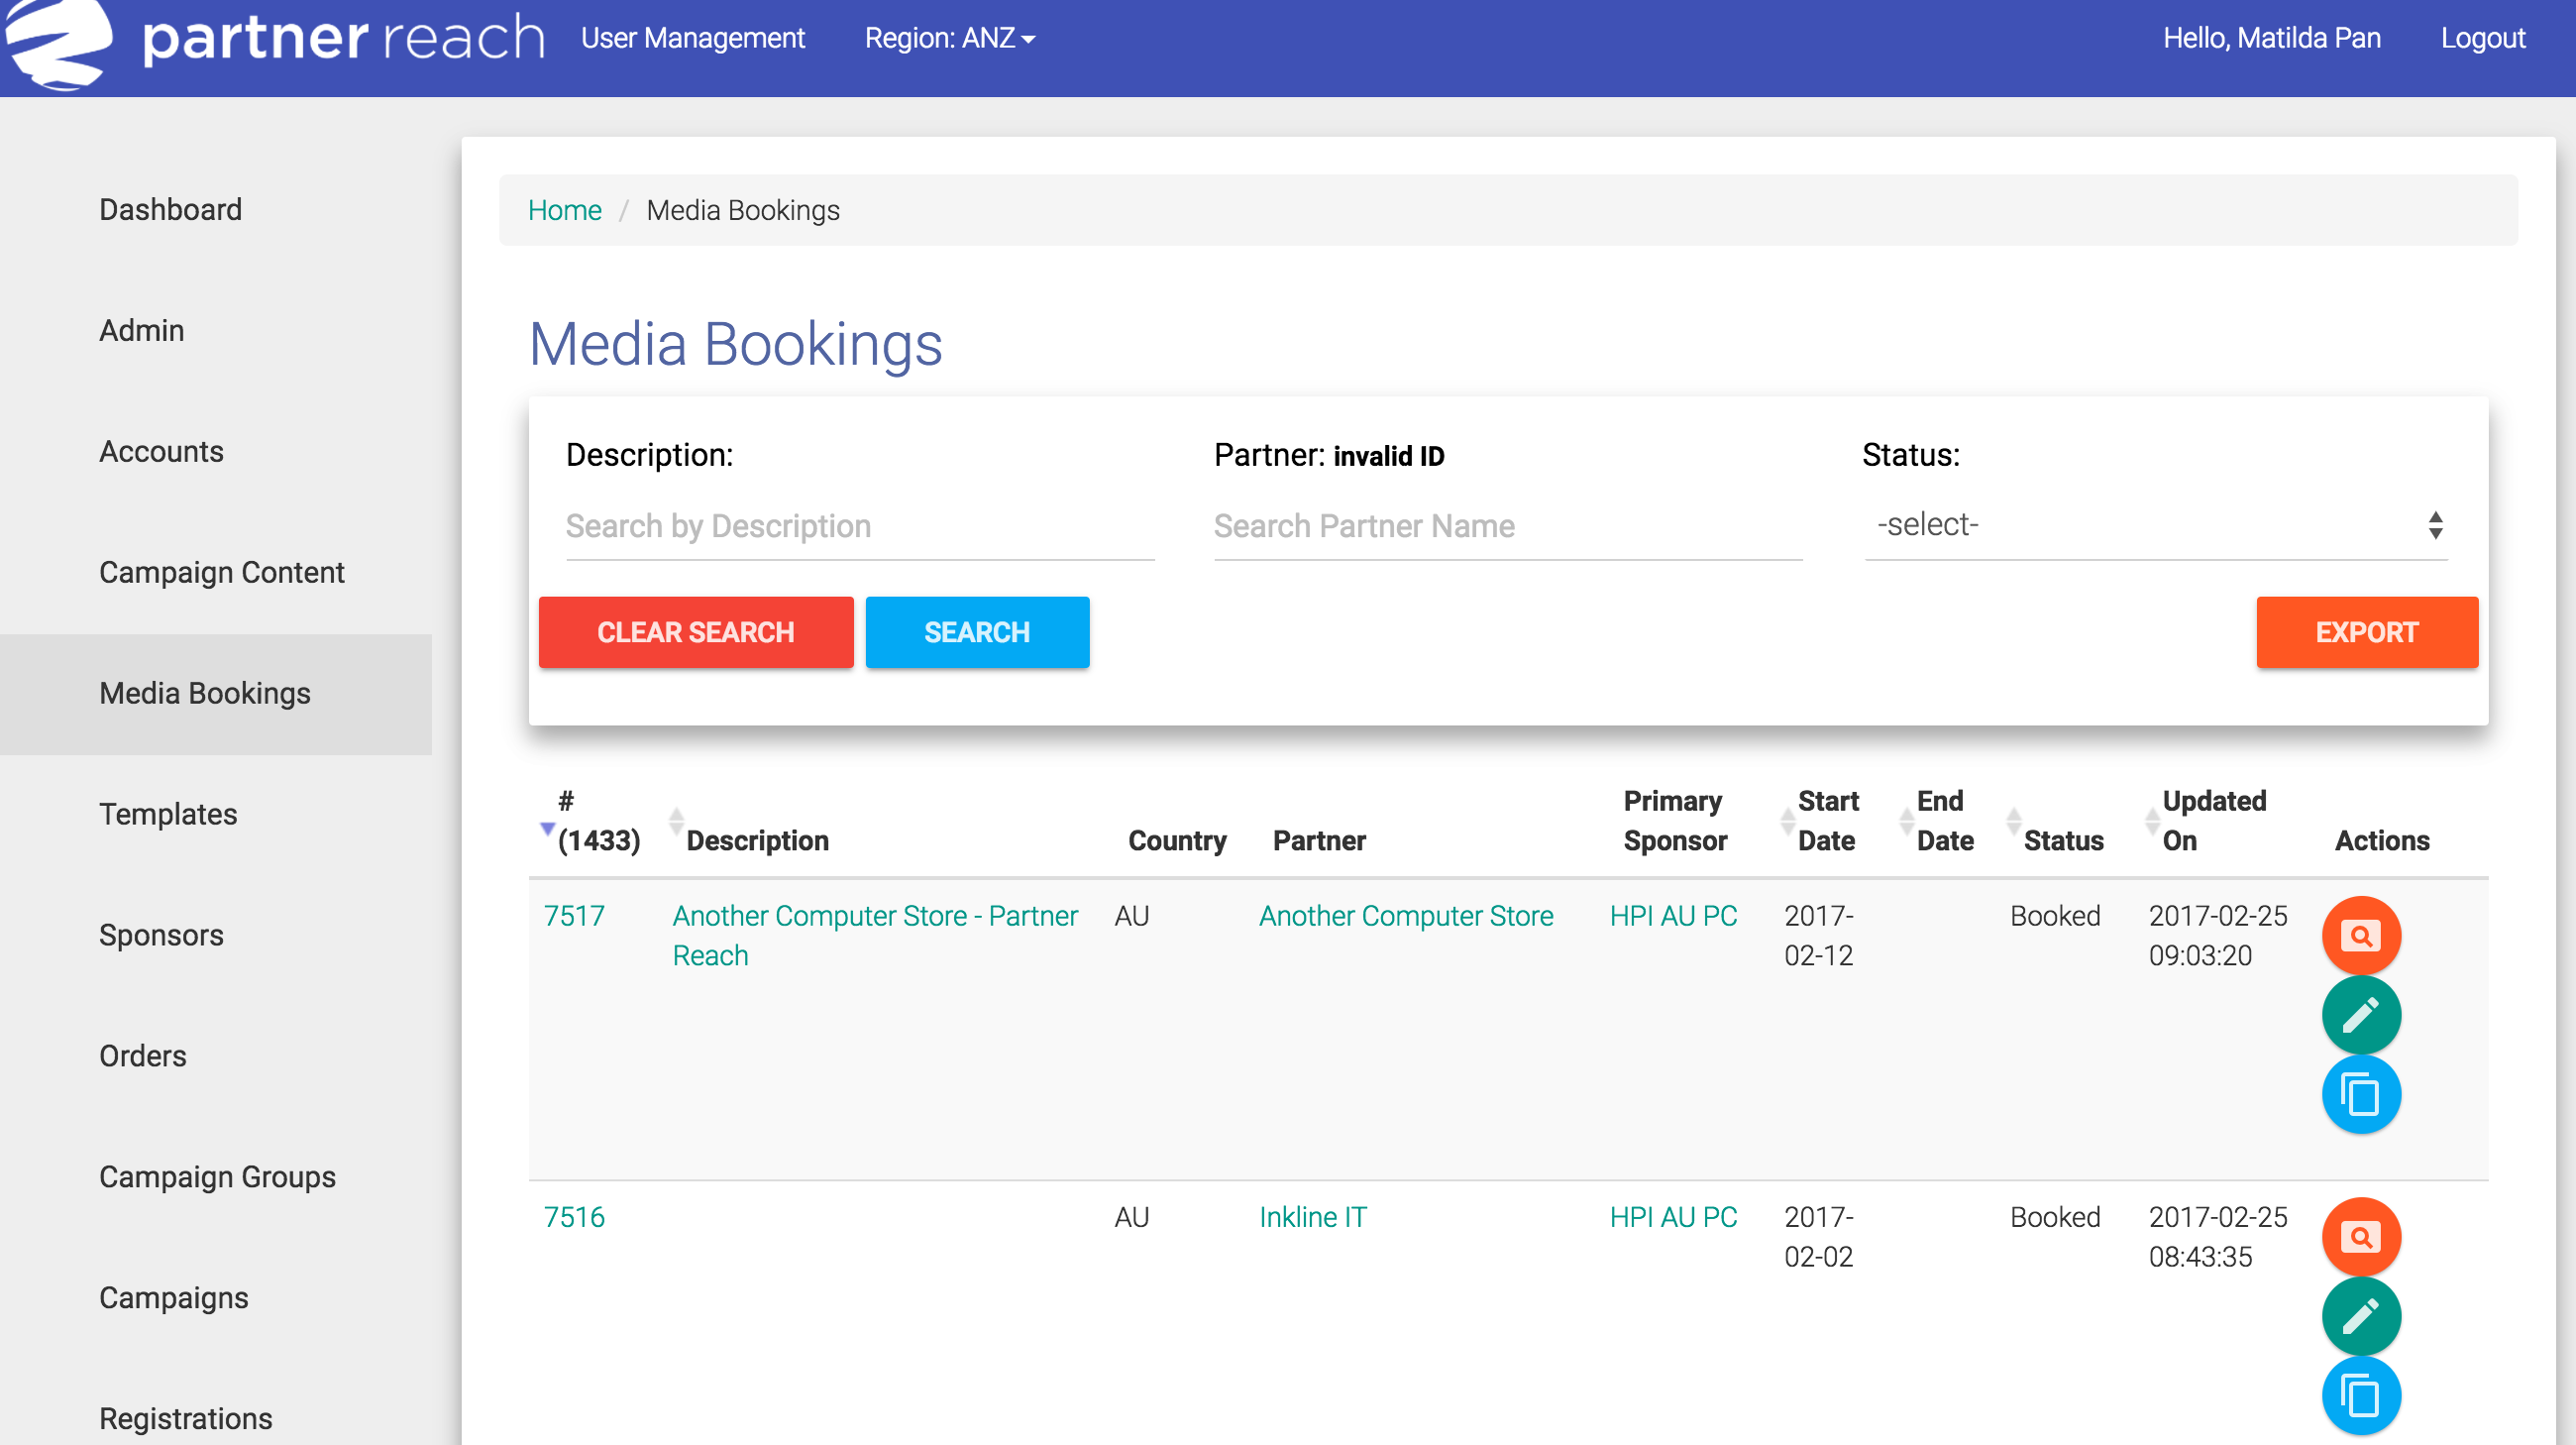 partner reach User Management Region: ANZ Hello, Matilda Pan Logout
Dashboard
Admin
Accounts
Campaign Content
Media Bookings
Templates
Sponsors
Orders
Campaign Groups
Campaigns
Registrations
Home / Media Bookings
Media Bookings
Description: Partner: invalid ID Status:
Search by Description Search Partner Name -select-
CLEAR SEARCH SEARCH EXPORT
# (1433) Description Country Partner Primary Sponsor Start Date End Date Status Updated On Actions
7517 Another Computer Store - Partner AU Another Computer Store HPI AU PC 2017- Booked 2017-02-25
Reach 02-12 09:03:20
7516 AU Inkline IT HPI AU PC 2017- Booked 2017-02-25
02-02 08:43:35